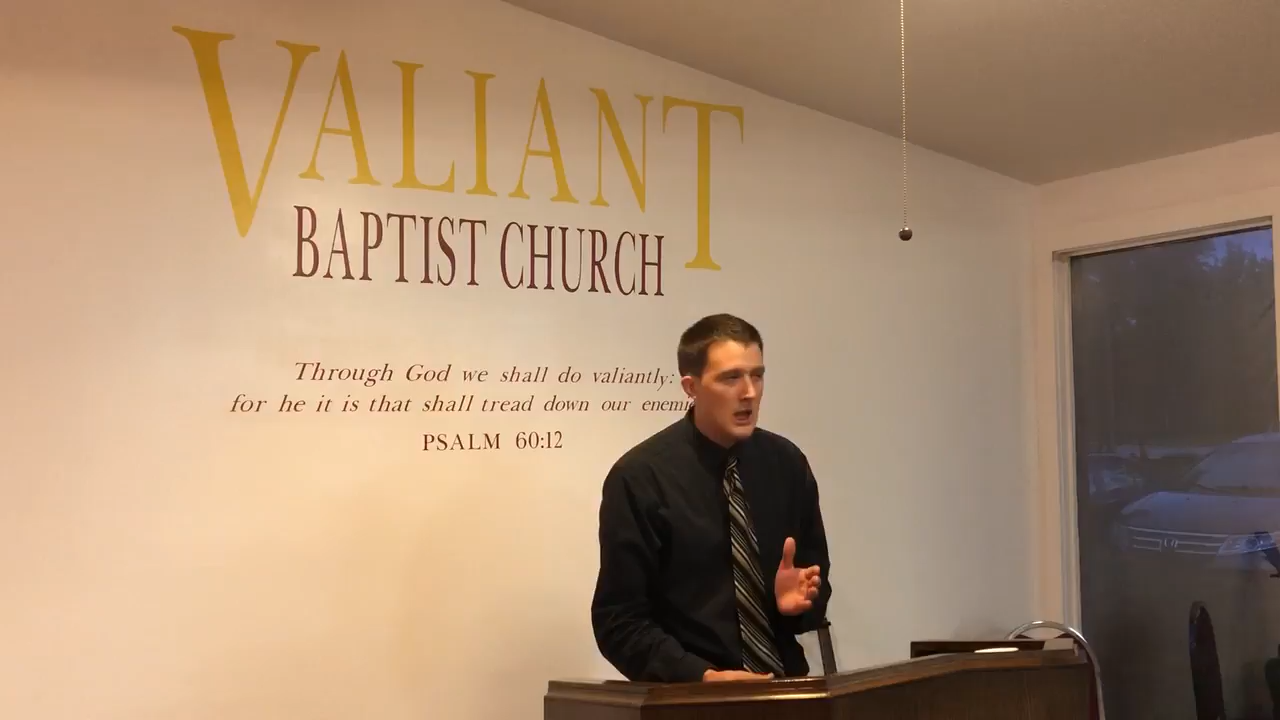 VALIANT
BAPTIST CHURCH
Through God we shall do valiantly:
for he it is that shall tread down our
PSALM 60:12